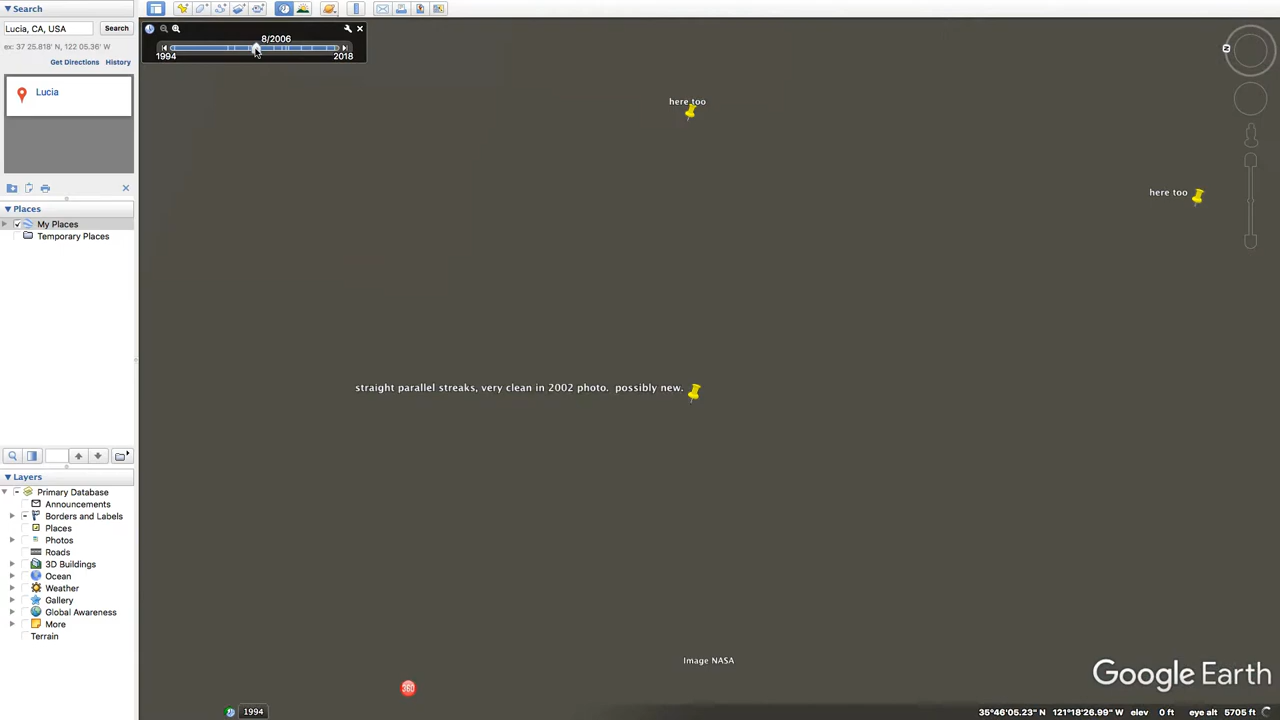 Search
Lucia, CA, USA
Search
ex: 37 25.818' N, 122 05.36' W
Get Directions
History
Lucia
Places
My Places
Temporary Places
Layers
Primary Database
Announcements
Borders and Labels
Places
Photos
Roads
3D Buildings
Ocean
Weather
Gallery
Global Awareness
More
Terrain
8/2006
1994
2018
N
here too
here too
straight parallel streaks, very clean in 2002 photo. possibly new.
Image NASA
Google Earth
360
1994
35°46'05.23" N 121°18'26.99" W elev 0 ft eye alt 5705 ft